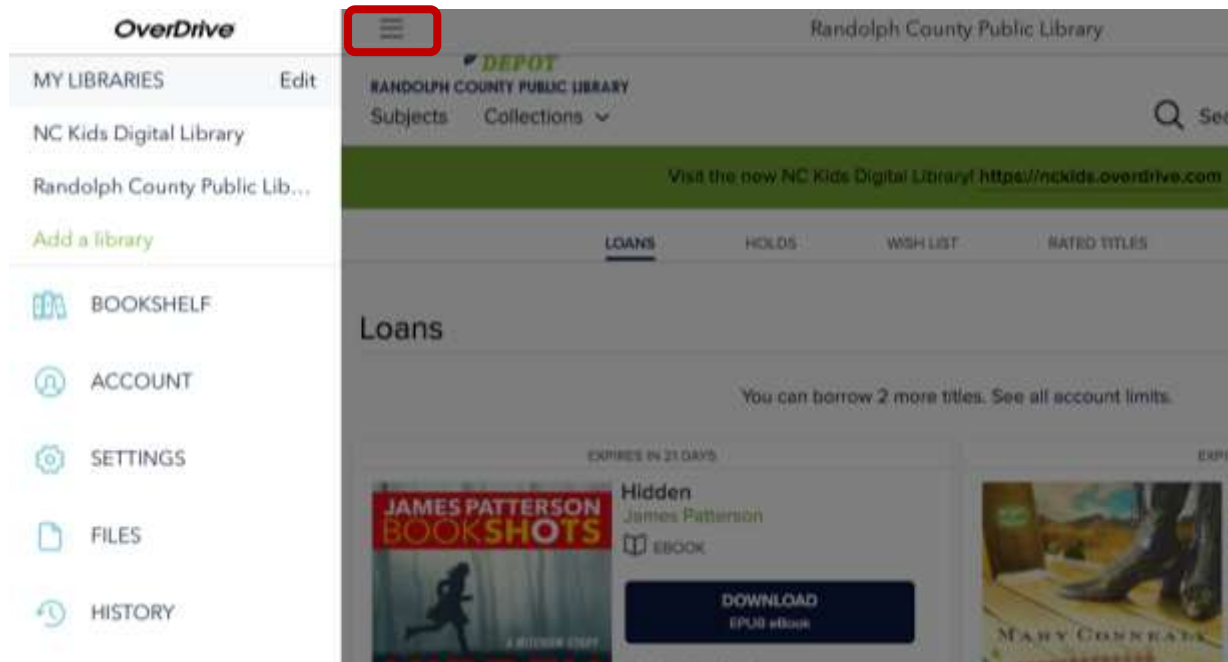 OverDrive
MY LIBRARIES Edit
NC Kids Digital Library
Randolph County Public Lib...
Add a library
BOOKSHELF
ACCOUNT
SETTINGS
FILES
HISTORY
Randolph County Public Library
DEPOT
RANDOLPH COUNTY PUBLIC LIBRARY
Subjects Collections
Visit the new NC Kids Digital Library! https://nckids.overdrive.com
LOANS HOLDS WISH LIST RATED TITLES
Loans
You can borrow 2 more titles. See all account limits.
EXPIRES IN 21 DAYS
JAMES PATTERSON
BOOKSHOTS
Hidden
James Patterson
EBOOK
DOWNLOAD
EPUB eBook
MARY CONNEALY